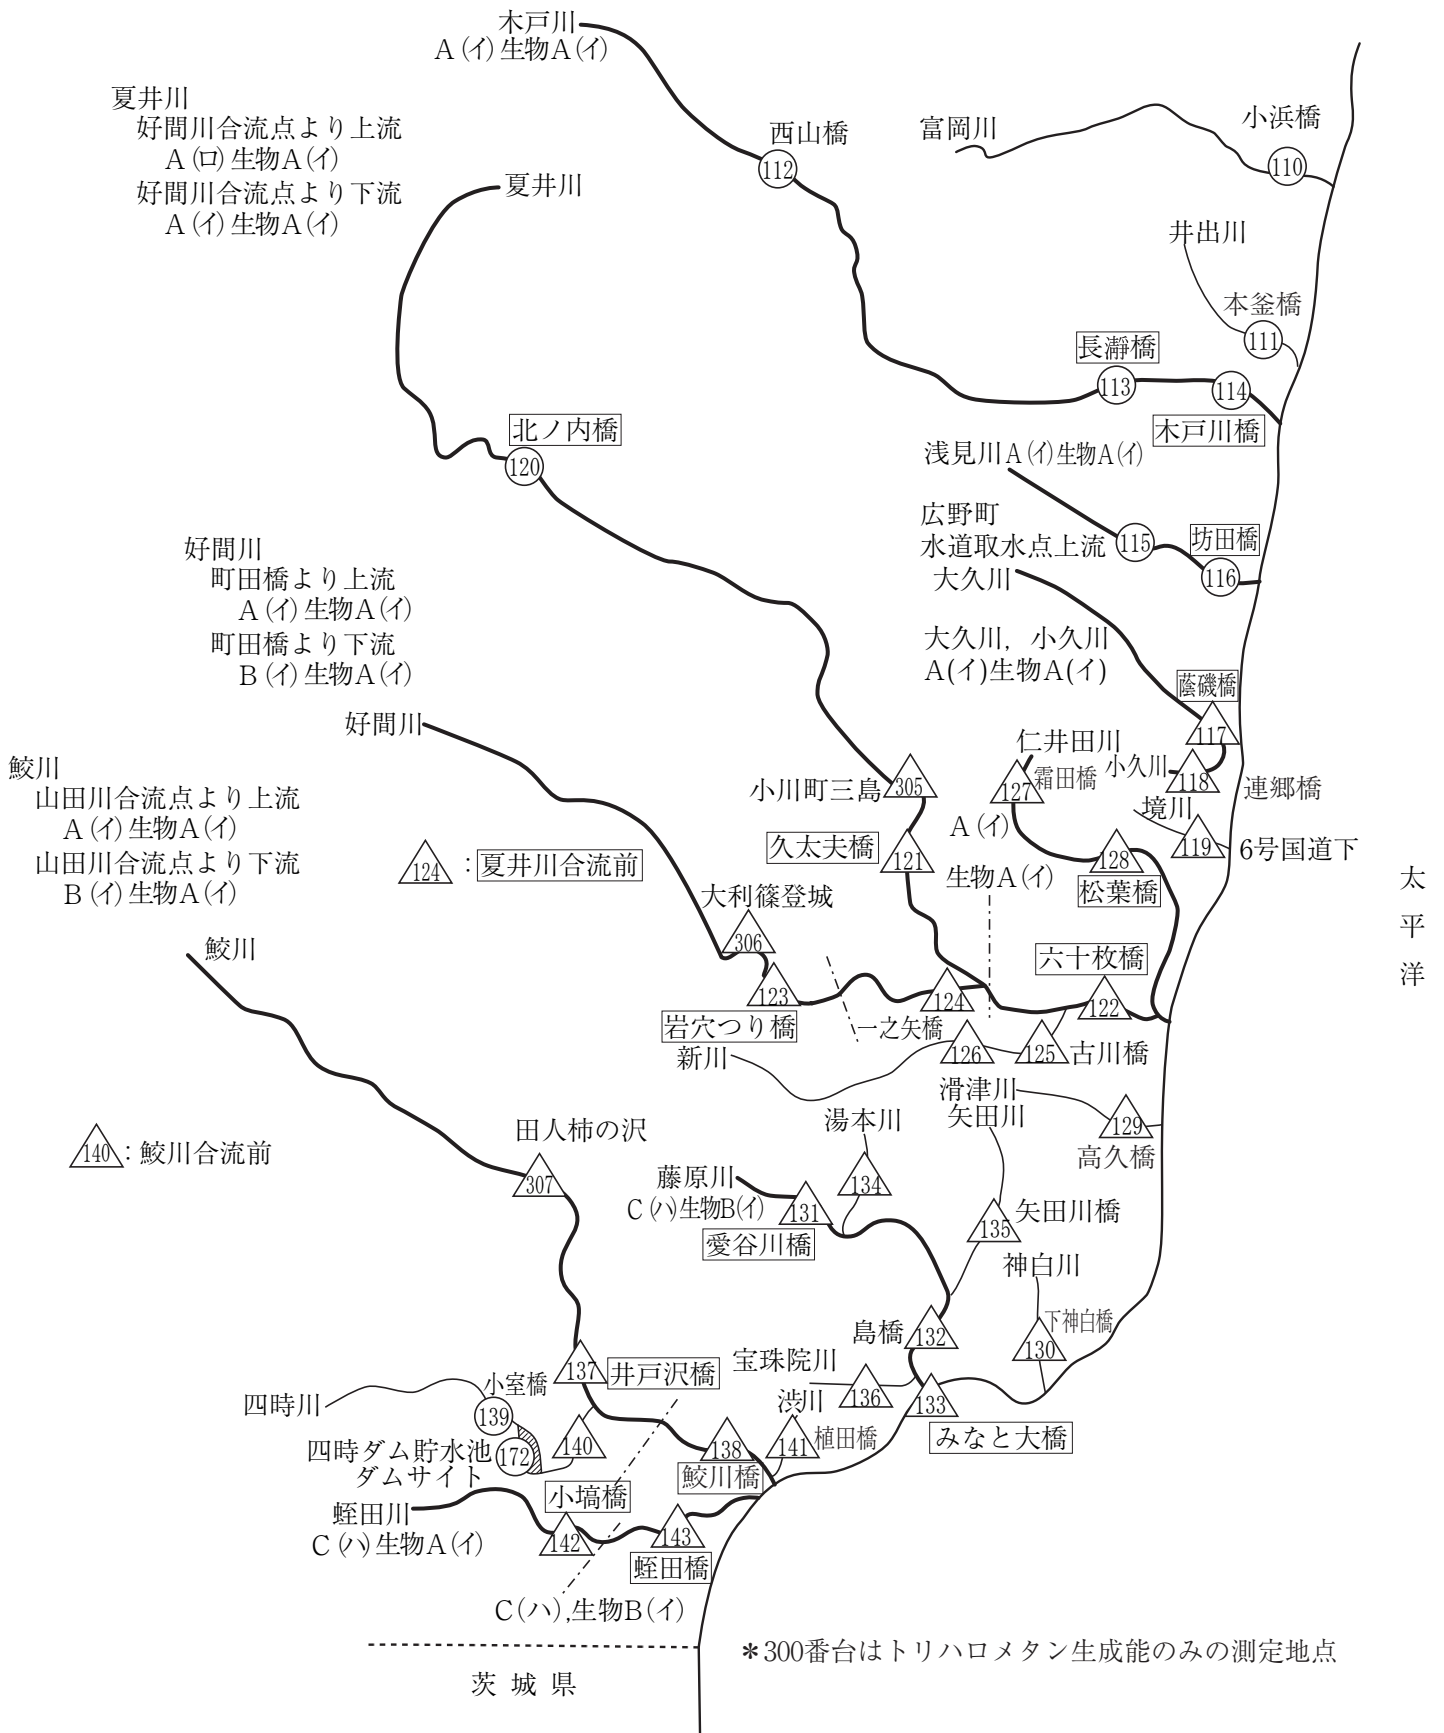 木戸川
A(イ)生物A(イ)
夏井川
好間川合流点より上流
A(ロ)生物A(イ)
好間川合流点より下流
A(イ)生物A(イ)
西山橋
112
富岡川
小浜橋
110
夏井川
井出川
本釜橋
111
長瀞橋
113
114
木戸川橋
北ノ内橋
120
浅見川A(イ)生物A(イ)
広野町
水道取水点上流
115
坊田橋
116
大久川
大久川，小久川
A(イ)生物A(イ)
蔭磯橋
117
好間川
町田橋より上流
A(イ)生物A(イ)
町田橋より下流
B(イ)生物A(イ)
好間川
仁井田川
霜田橋
127
小久川
118
連郷橋
境川
119
6号国道下
鮫川
山田川合流点より上流
A(イ)生物A(イ)
山田川合流点より下流
B(イ)生物A(イ)
小川町三島
305
A(イ)
124
：夏井川合流前
久太夫橋
121
生物A(イ)
128
松葉橋
太平洋
大利篠登城
306
鮫川
123
岩穴つり橋
124
六十枚橋
122
一之矢橋
126
125
古川橋
新川
滑津川
129
高久橋
矢田川
湯本川
134
140
：鮫川合流前
田人柿の沢
307
藤原川
C(ハ)生物B(イ)
131
愛谷川橋
135
矢田川橋
神白川
下神白橋
130
島橋
132
宝珠院川
136
133
みなと大橋
137
井戸沢橋
四時川
小室橋
139
四時ダム貯水池
ダムサイト
172
140
渋川
植田橋
141
138
鮫川橋
小塙橋
142
蛭田川
C(ハ)生物A(イ)
143
蛭田橋
C(ハ),生物B(イ)
＊300番台はトリハロメタン生成能のみの測定地点
茨城県